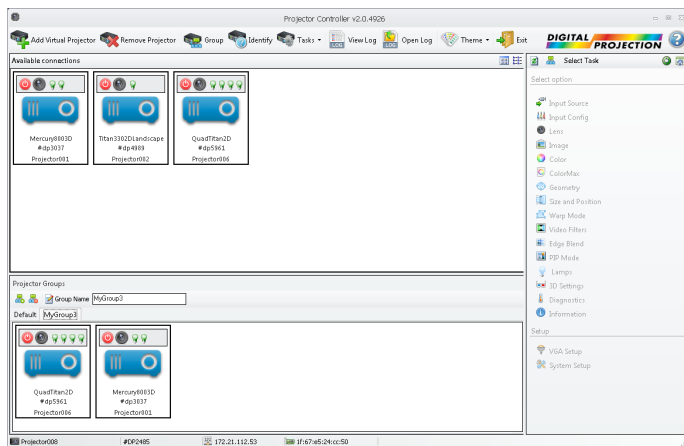 Projector Controller v2.0.4926
Add Virtual Projector Remove Projector Group Identify Tasks View Log Open Log Theme Exit DIGITAL PROJECTION ?
Available connections
Select Task
Select option
Mercury8003D
#dp3037
Projector001
Titan3302DLandscape
#dp4989
Projector002
QuadTitan2D
#dp5961
Projector006
Input Source
Input Config
Lens
Image
Color
ColorMax
Geometry
Size and Position
Warp Mode
Video Filters
Edge Blend
PIP Mode
Lamps
3D Settings
Diagnostics
Information
Setup
VGA Setup
System Setup
Projector Groups
Group Name MyGroup3
Default MyGroup3
QuadTitan2D
#dp5961
Projector006
Mercury8003D
#dp3037
Projector001
Projector008 #DP2485 172.21.112.53 1f:67:e5:24:cc:50